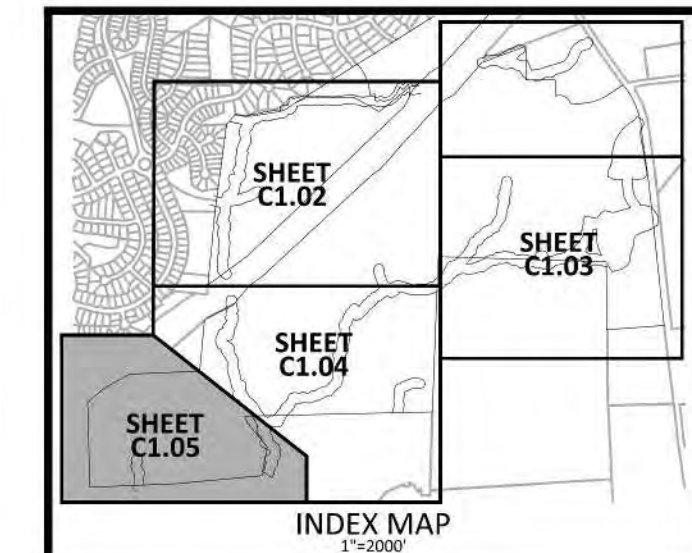 SHEET
C1.02
SHEET
C1.03
SHEET
C1.04
SHEET
C1.05
INDEX MAP
1"=2000'